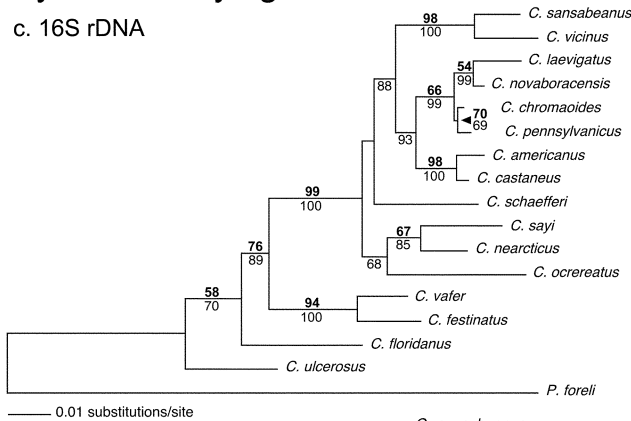 c. 16S rDNA
98
100
C. sansabeanus
C. vicinus
88
54
99
C. laevigatus
C. novaboracensis
66
99
C. chromaoides
70
69
C. pennsylvanicus
93
98
100
C. americanus
C. castaneus
C. schaefferi
99
100
67
85
C. sayi
C. nearcticus
68
C. ocrereatus
76
89
94
100
C. vafer
C. festinatus
58
70
C. floridanus
C. ulcerosus
P. foreli
0.01 substitutions/site